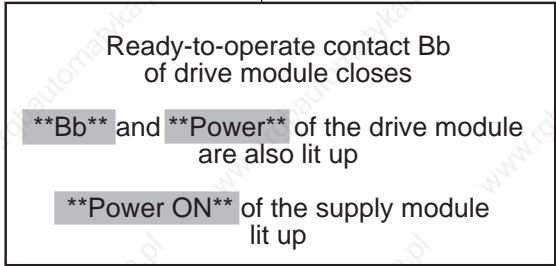 Ready-to-operate contact Bb
of drive module closes
**Bb** and **Power** of the drive module
are also lit up
**Power ON** of the supply module
lit up